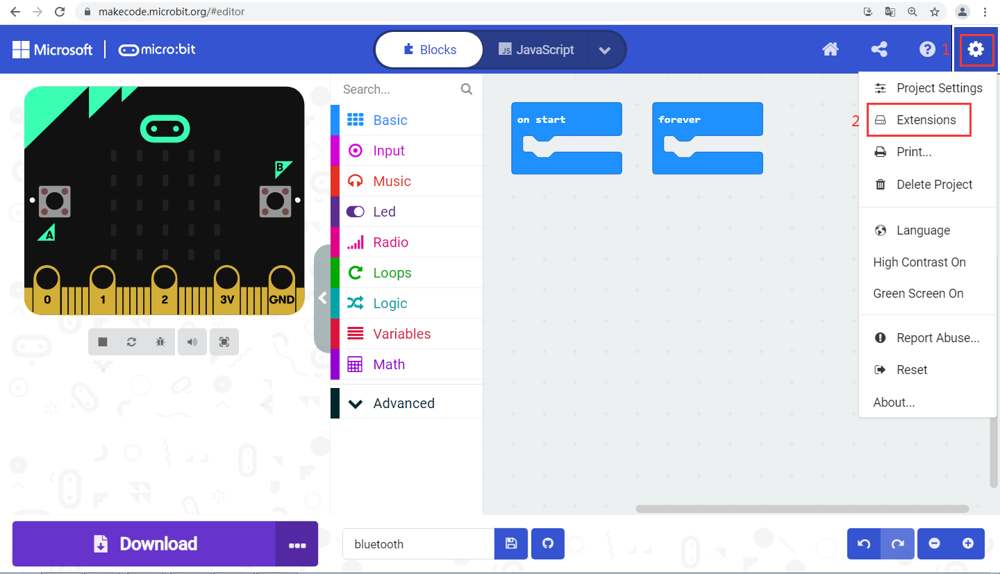 makecode.microbit.org/#editor
Microsoft
micro:bit
Blocks
JS JavaScript
1
Search...
Basic
Input
Music
Led
Radio
Loops
Logic
Variables
Math
Advanced
on start
forever
Project Settings
2
Extensions
Print...
Delete Project
Language
High Contrast On
Green Screen On
Report Abuse...
Reset
About...
B
A
0 1 2 3V GND
Download
bluetooth